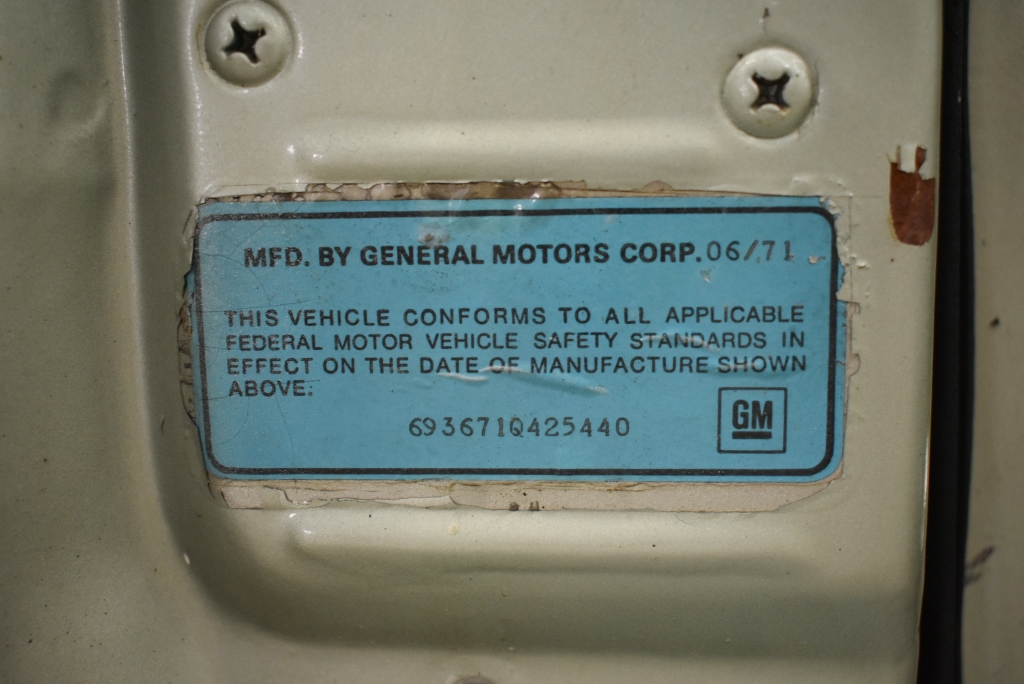 MFD. BY GENERAL MOTORS CORP. 06/71
THIS VEHICLE CONFORMS TO ALL APPLICABLE
FEDERAL MOTOR VEHICLE SAFETY STANDARDS IN
EFFECT ON THE DATE OF MANUFACTURE SHOWN
ABOVE:
693671Q425440
GM